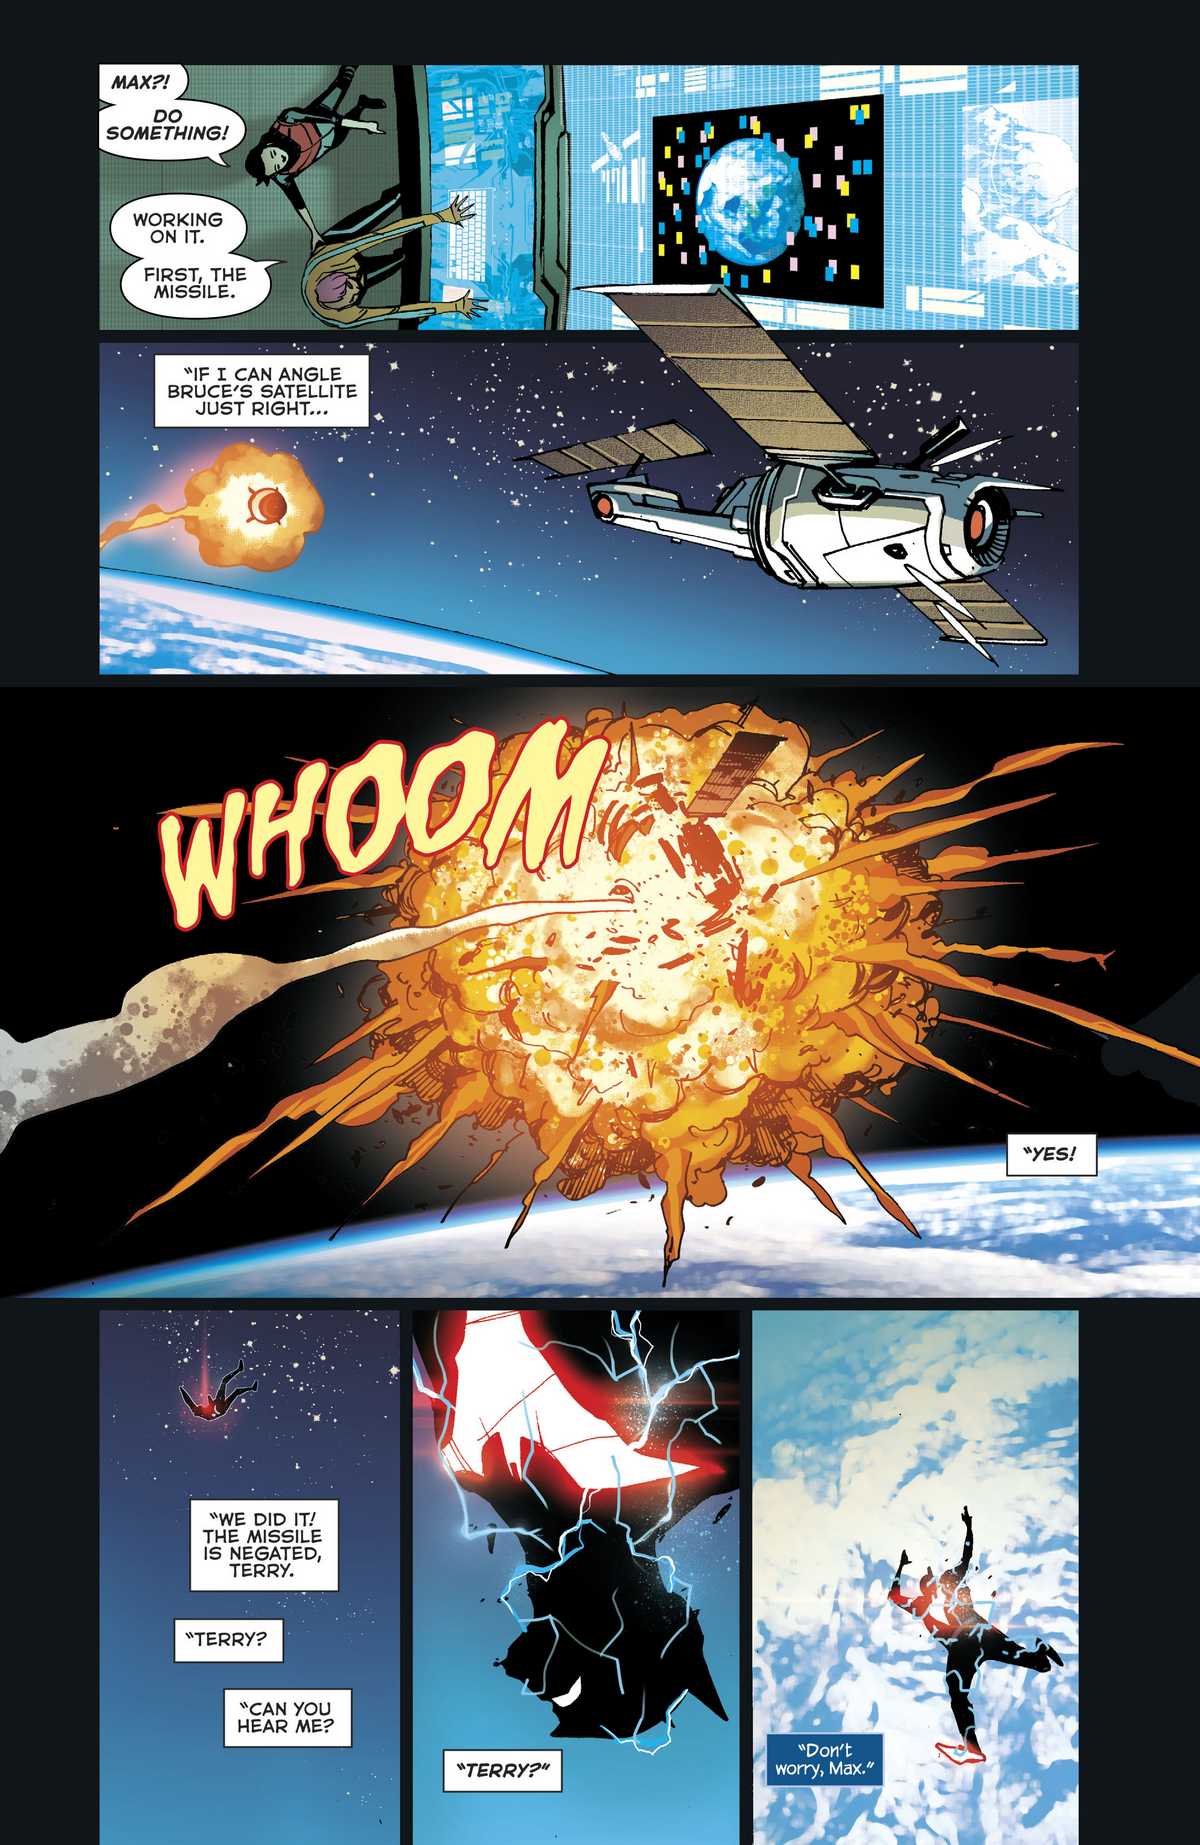 MAX?!
DO
SOMETHING!
WORKING
ON IT.
FIRST, THE
MISSILE.
"IF I CAN ANGLE
BRUCE'S SATELLITE
JUST RIGHT...
WHOOM
"YES!
"WE DID IT!
THE MISSILE
IS NEGATED,
TERRY.
"TERRY?
"CAN YOU
HEAR ME?
"TERRY?"
"Don't
worry, Max."